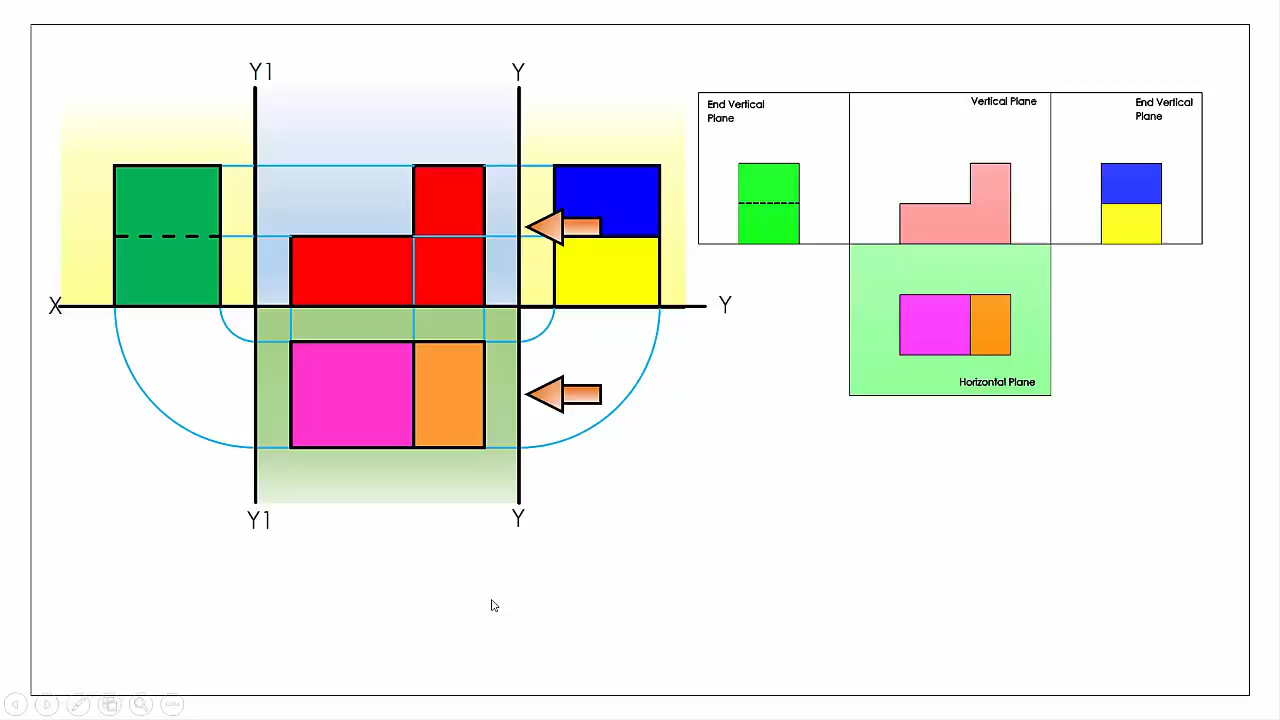 Y1
Y
X
Y
Y1
Y
End Vertical
Plane
Vertical Plane
End Vertical
Plane
Horizontal Plane